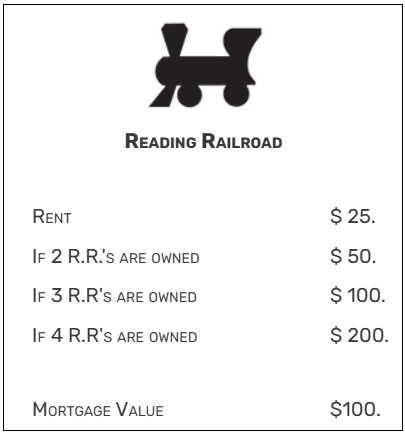 Reading Railroad
Rent $ 25.
If 2 R.R.'s are owned $ 50.
If 3 R.R's are owned $ 100.
If 4 R.R's are owned $ 200.
Mortgage Value $100.